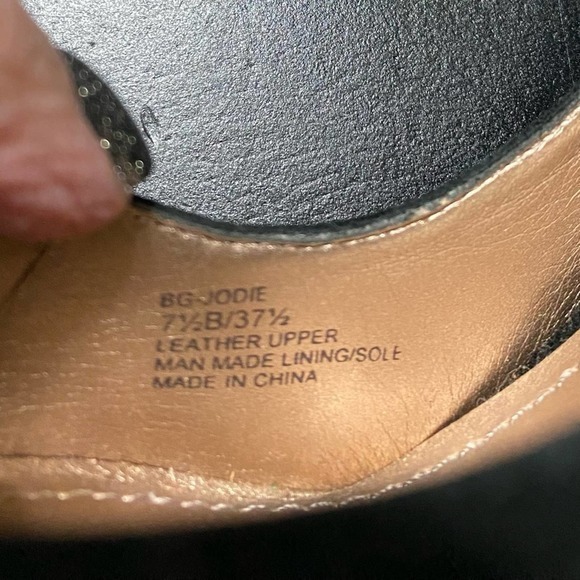 BG-JODIE
7½B/37½
LEATHER UPPER
MAN MADE LINING/SOLE
MADE IN CHINA